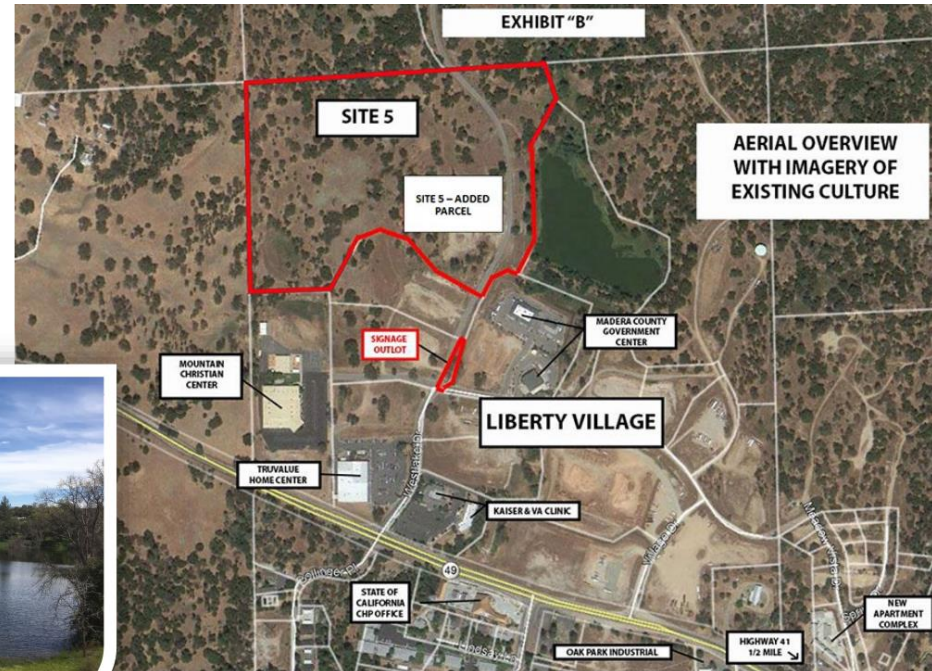 EXHIBIT “B”
SITE 5
AERIAL OVERVIEW
WITH IMAGERY OF
EXISTING CULTURE
SITE 5 – ADDED
PARCEL
SIGNAGE
OUTLOT
MADERA COUNTY
GOVERNMENT
CENTER
MOUNTAIN
CHRISTIAN
CENTER
LIBERTY VILLAGE
TRUVALUE
HOME CENTER
Westlake Dr
KAISER & VA CLINIC
49
STATE OF
CALIFORNIA
CHP OFFICE
OAK PARK INDUSTRIAL
HIGHWAY 41
1/2 MILE
NEW
APARTMENT
COMPLEX